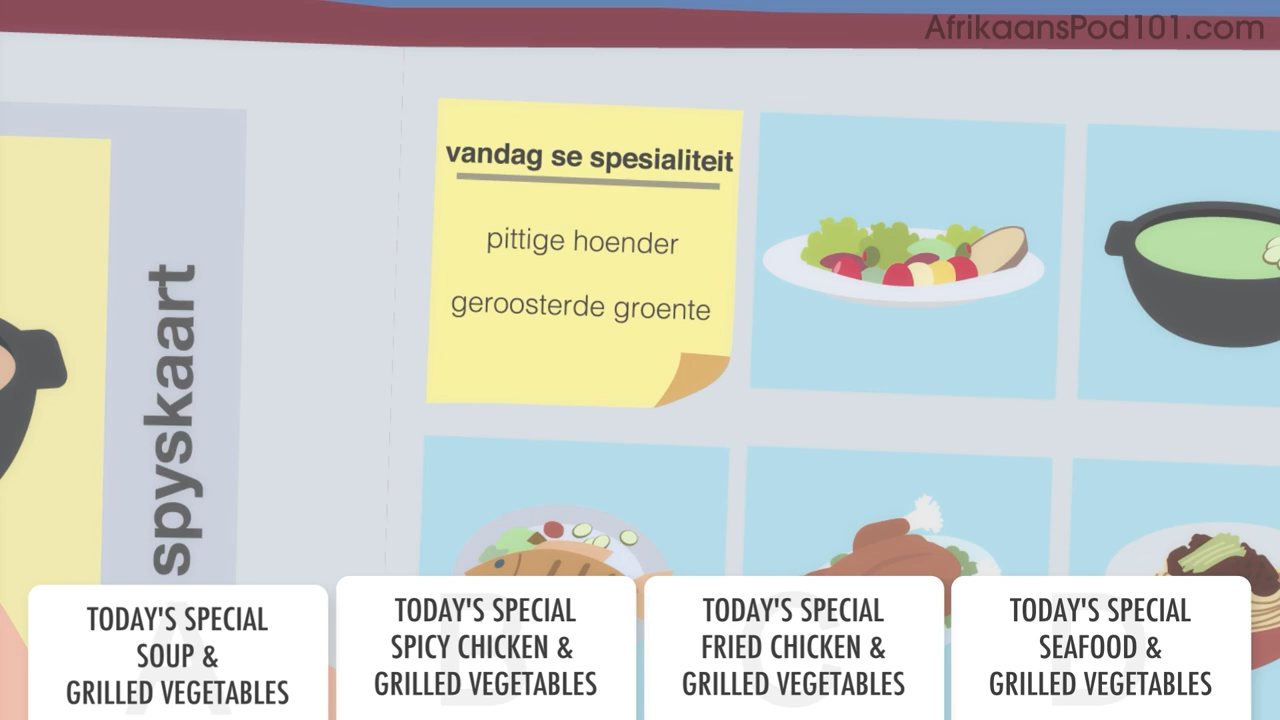 AfrikaansPod101.com
vandag se spesialiteit
pittige hoender
geroosterde groente
spyskaart
A
TODAY'S SPECIAL
SOUP &
GRILLED VEGETABLES
B
TODAY'S SPECIAL
SPICY CHICKEN &
GRILLED VEGETABLES
C
TODAY'S SPECIAL
FRIED CHICKEN &
GRILLED VEGETABLES
D
TODAY'S SPECIAL
SEAFOOD &
GRILLED VEGETABLES